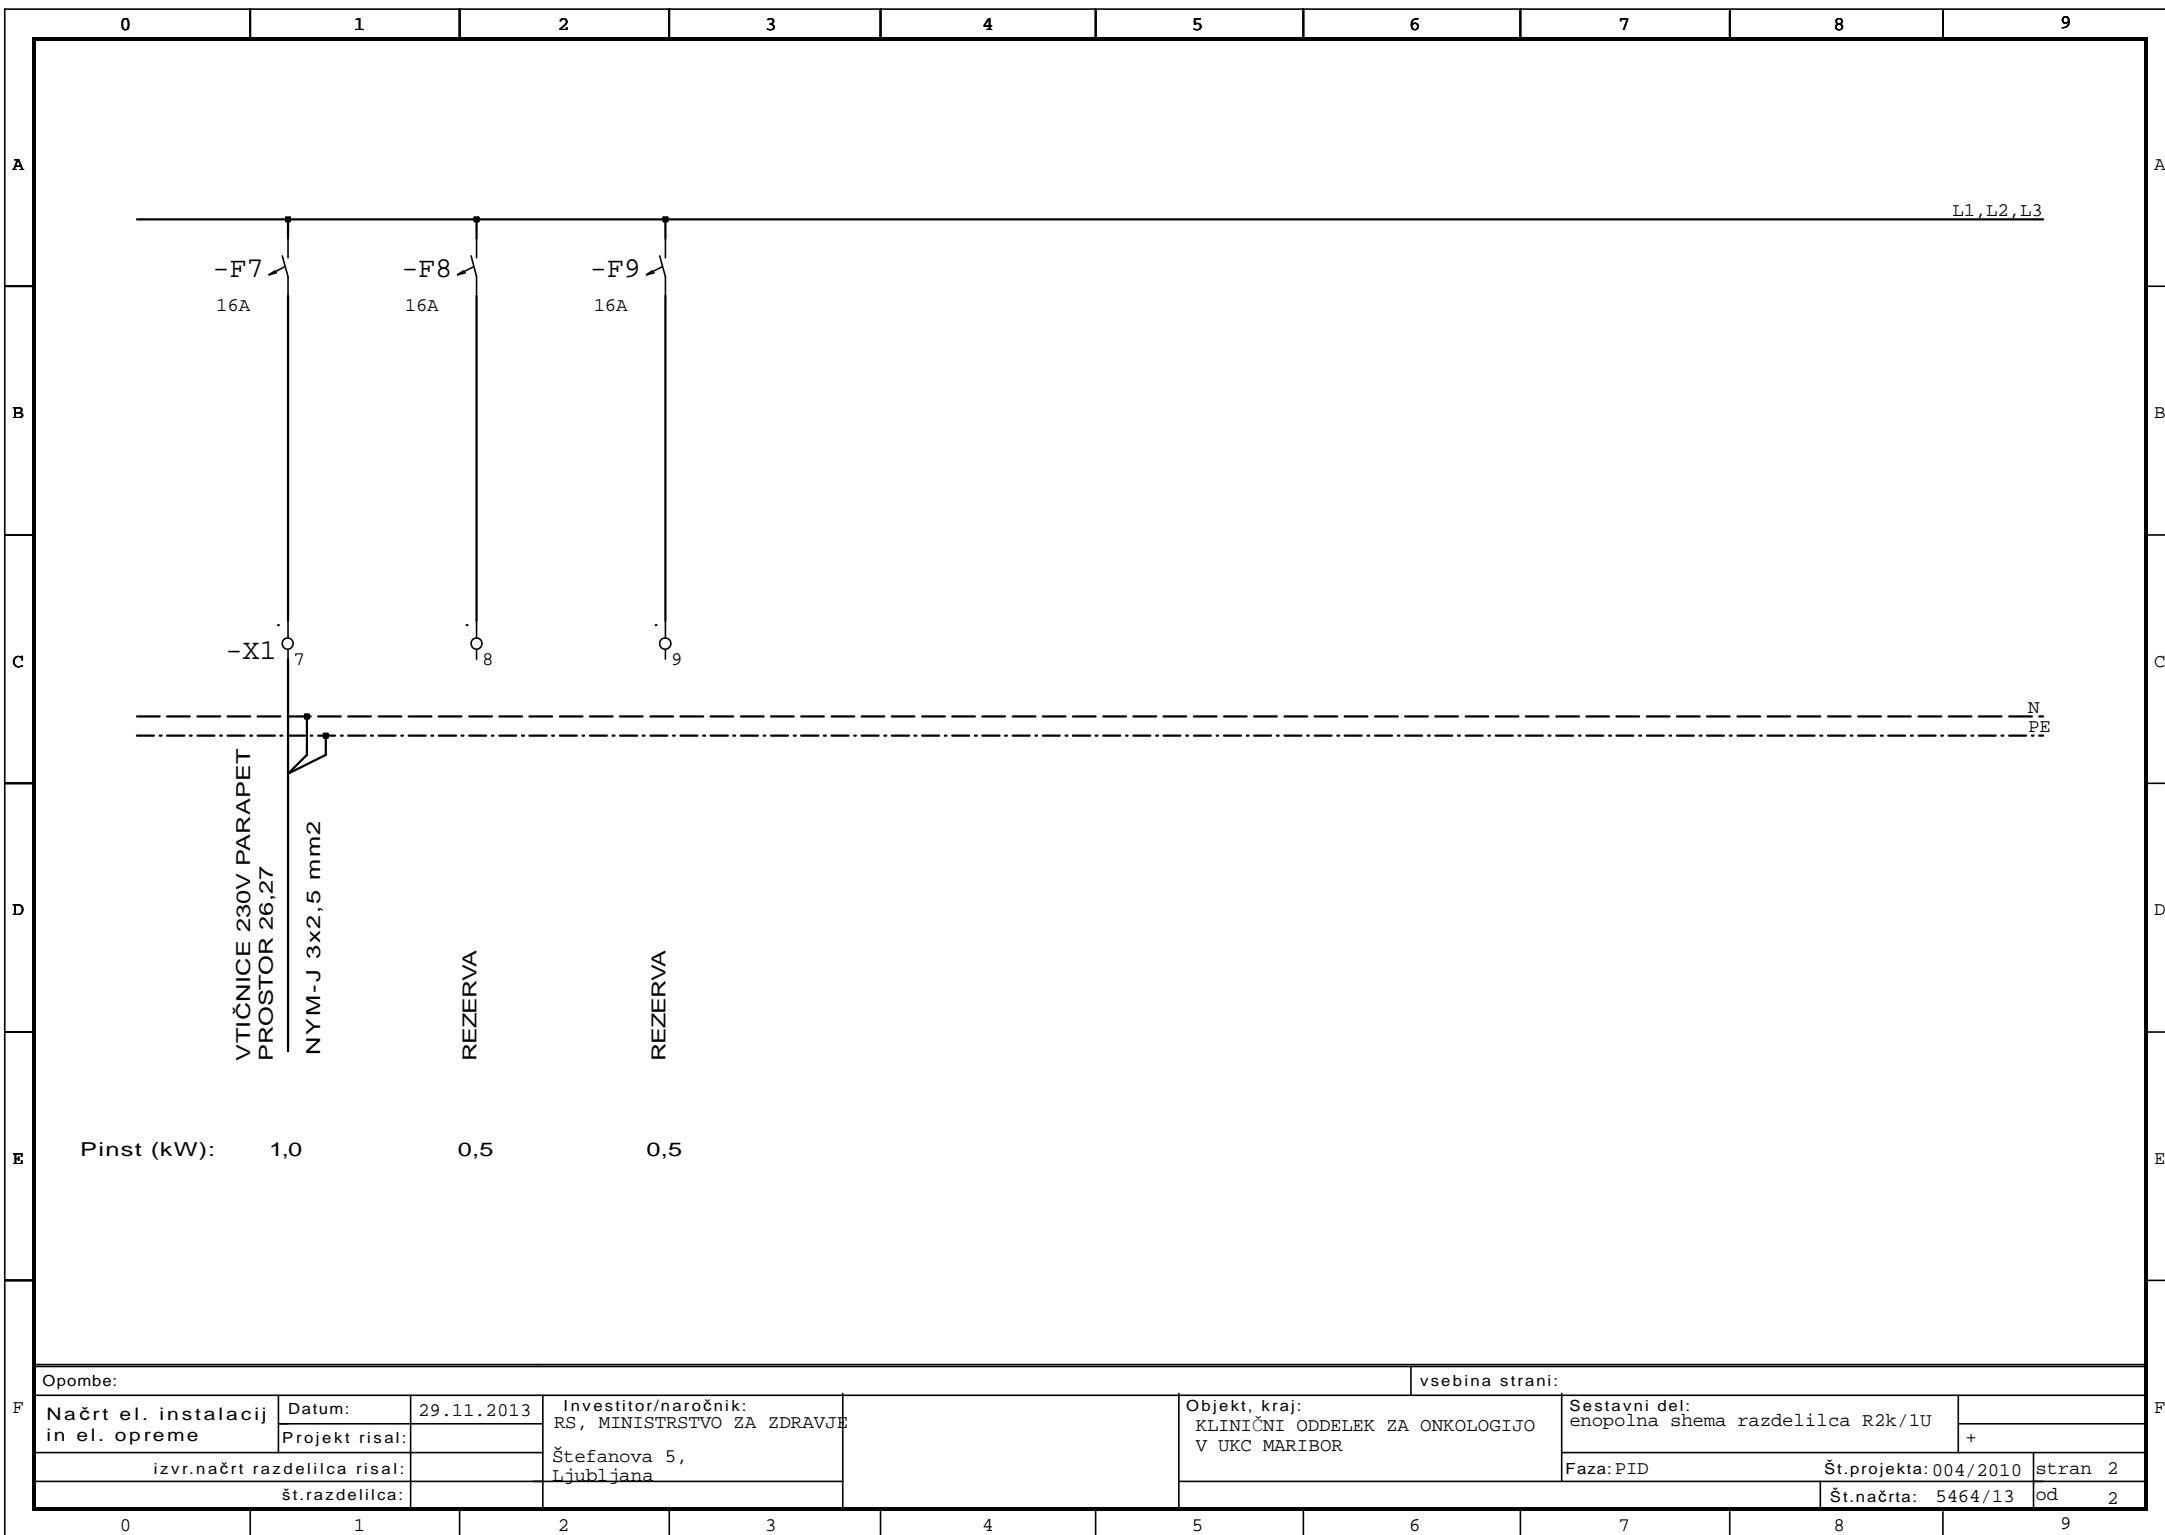 0 1 2 3 4 5 6 7 8 9
A A
L1,L2,L3
-F7 -F8 -F9
16A 16A 16A
B B
-X1 7 8 9
C C
N
PE
VTIČNICE 230V PARAPET
PROSTOR 26,27
NYM-J 3x2,5 mm2
REZERVA
REZERVA
D D
Pinst (kW): 1,0 0,5 0,5
E E
Opombe: vsebina strani:
F F
Načrt el. instalacij
in el. opreme
Datum: 29.11.2013
Projekt risal:
izvr.načrt razdelilca risal:
št.razdelilca:
Investitor/naročnik:
RS, MINISTRSTVO ZA ZDRAVJE
Štefanova 5,
Ljubljana
Objekt, kraj:
KLINIČNI ODDELEK ZA ONKOLOGIJO
V UKC MARIBOR
Sestavni del:
enopolna shema razdelilca R2k/1U
+
Faza: PID
Št.projekta: 004/2010
stran 2
Št.načrta: 5464/13
od 2
0 1 2 3 4 5 6 7 8 9